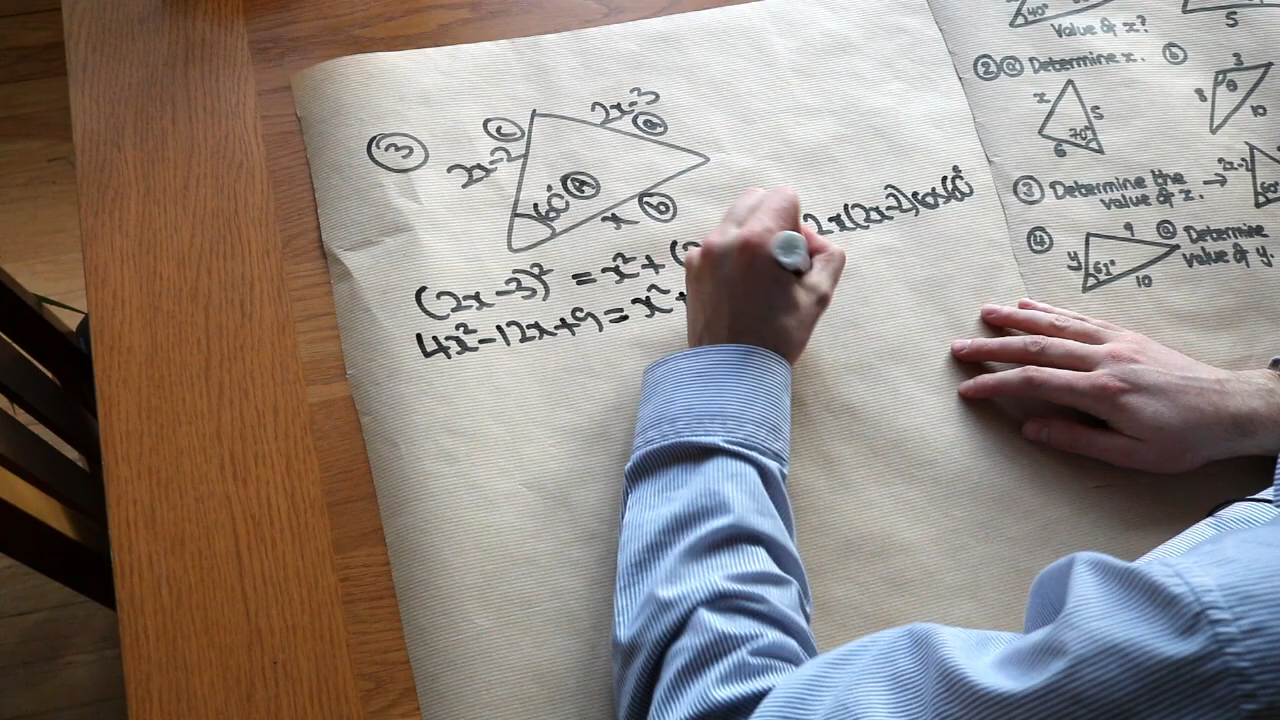 ③
ⓒ
2x-2
2x-3
ⓐ
60°
Ⓐ
x
ⓑ
(2x-3)² = x²+(
2x(2x-2)cos60°
4x²-12x+9 = x²+
40°
Value of x?
5
② ⓐ Determine x.
x
5
70°
6
ⓑ
3
8
θ
10
③ Determine the
value of x. →
2x-2
60°
④
y
9
61°
10
ⓐ Determine
value of y.